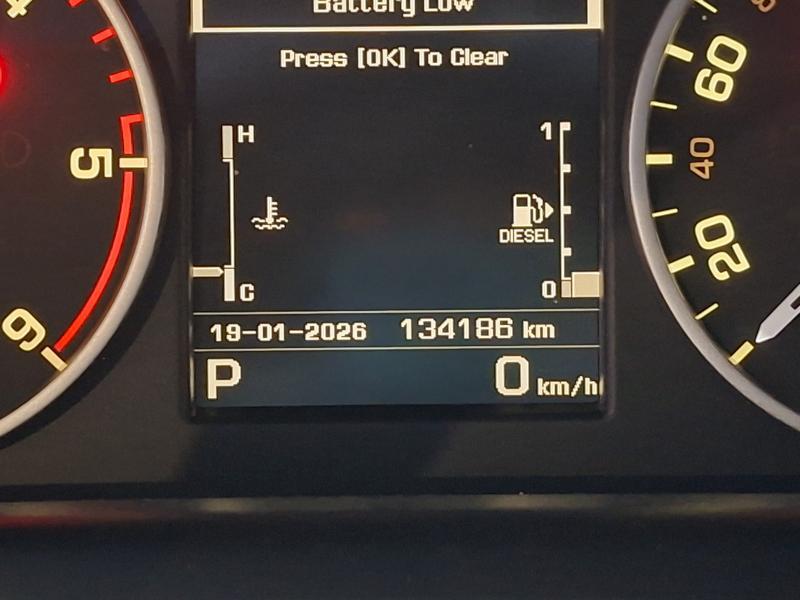 Battery Low
Press [OK] To Clear
H
1
DIESEL
C
0
19-01-2026 134186 km
P 0 km/h
4
5
6
60
40
20